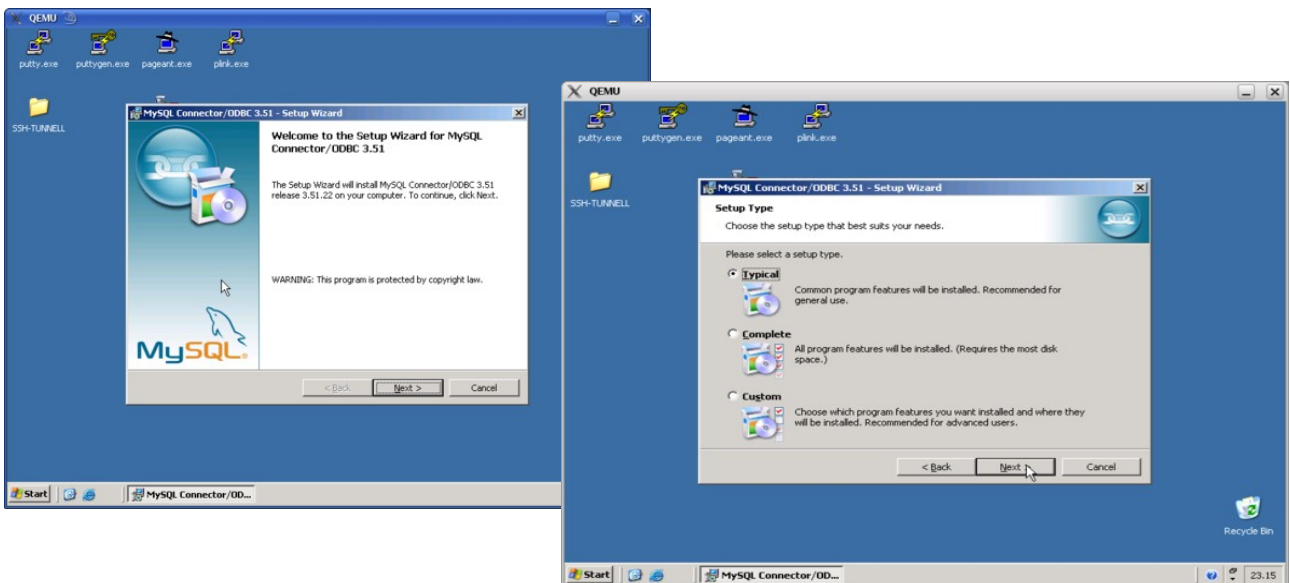 QEMU
putty.exe puttygen.exe pageant.exe plink.exe
SSH-TUNNELL
MySQL Connector/ODBC 3.51 - Setup Wizard
Welcome to the Setup Wizard for MySQL
Connector/ODBC 3.51
The Setup Wizard will install MySQL Connector/ODBC 3.51
release 3.51.22 on your computer. To continue, click Next.
WARNING: This program is protected by copyright law.
MySQL®
< Back Next > Cancel
Start MySQL Connector/OD...
QEMU
putty.exe puttygen.exe pageant.exe plink.exe
SSH-TUNNELL
MySQL Connector/ODBC 3.51 - Setup Wizard
Setup Type
Choose the setup type that best suits your needs.
Please select a setup type.
Typical
Common program features will be installed. Recommended for
general use.
Complete
All program features will be installed. (Requires the most disk
space.)
Custom
Choose which program features you want installed and where they
will be installed. Recommended for advanced users.
< Back Next > Cancel
Recycle Bin
Start MySQL Connector/OD... 23.15